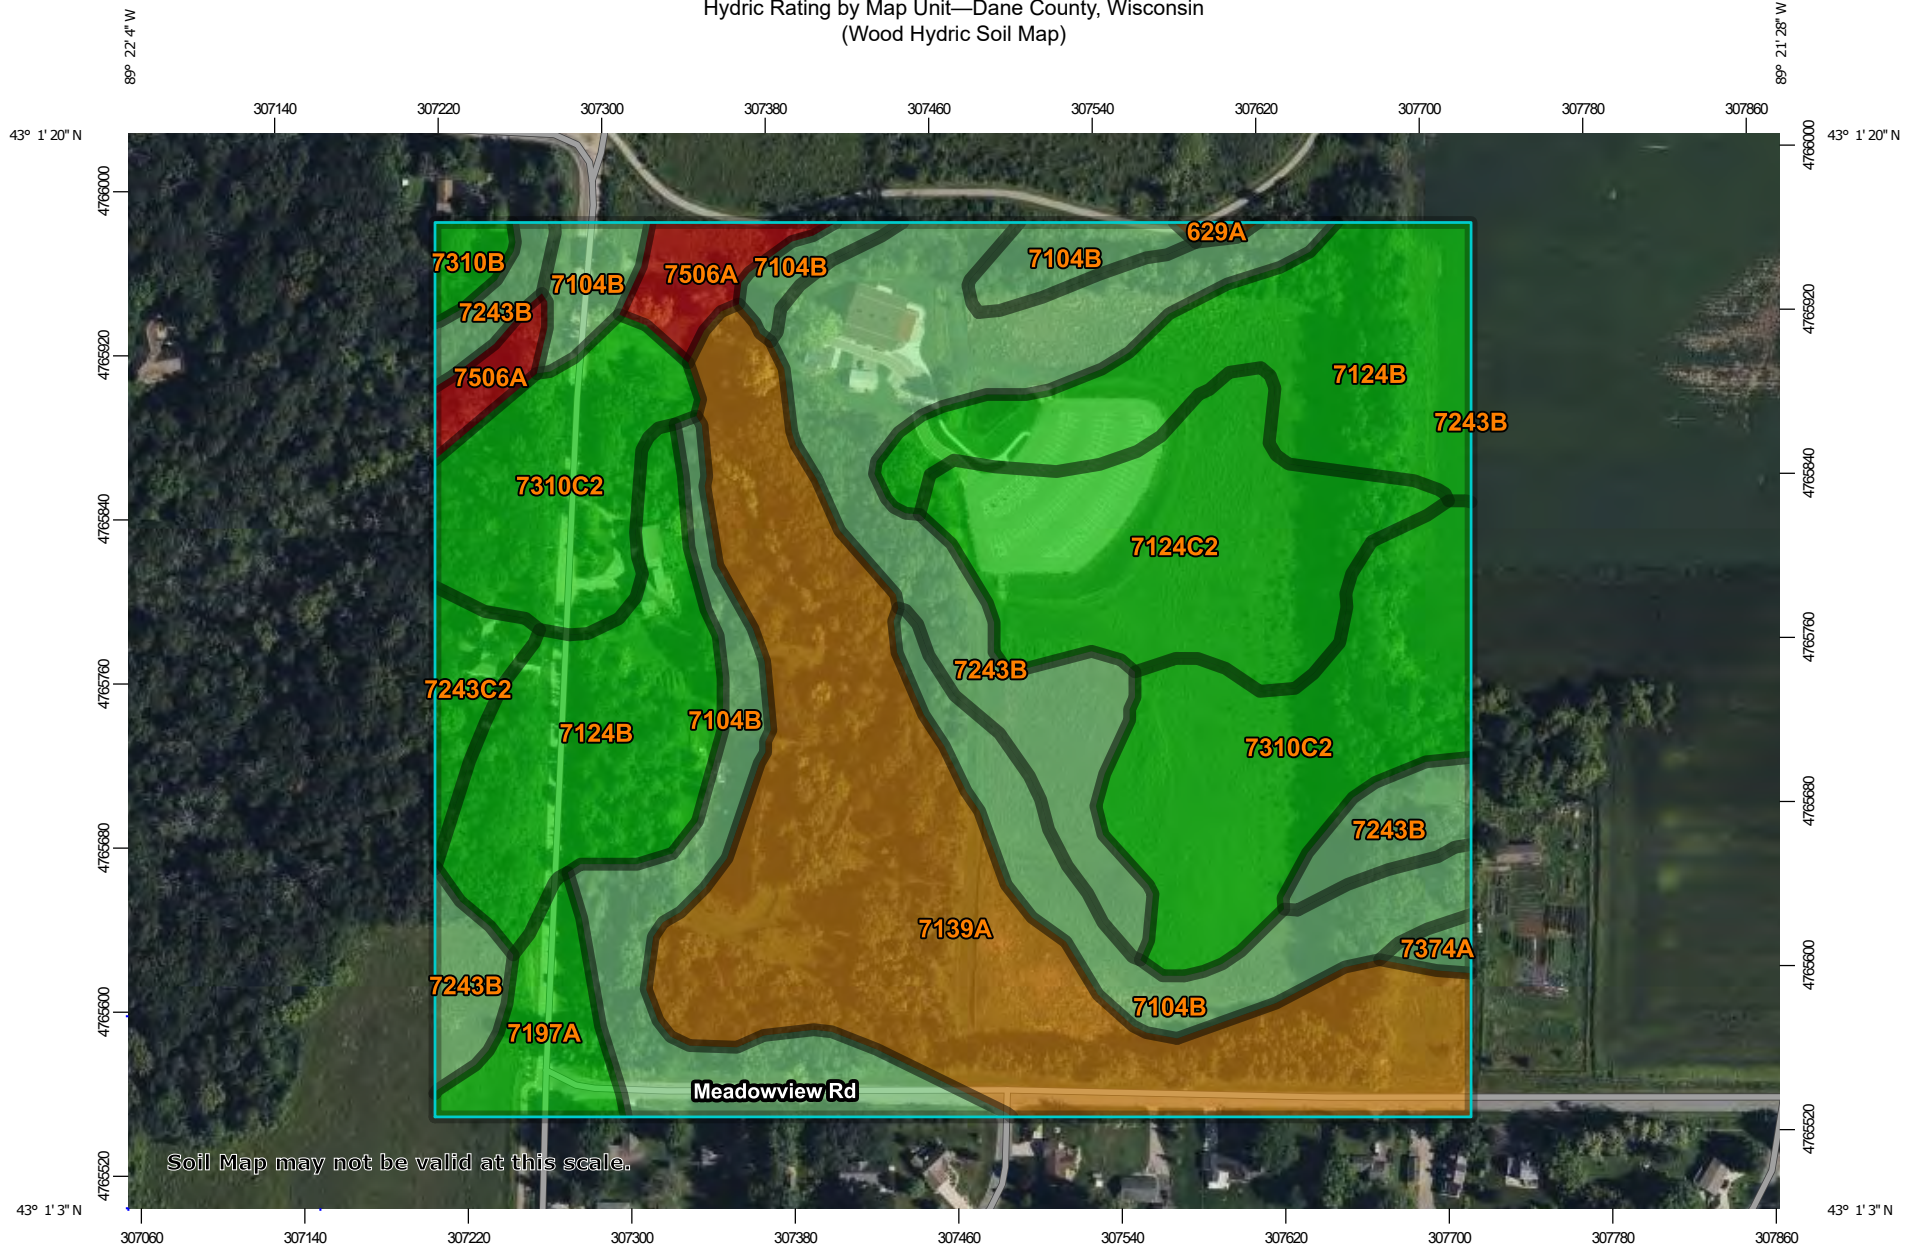 Hydric Rating by Map Unit—Dane County, Wisconsin
(Wood Hydric Soil Map)
89° 22' 4" W
89° 21' 28" W
307140 307220 307300 307380 307460 307540 307620 307700 307780 307860
43° 1' 20" N
43° 1' 20" N
4766000
4766000
629A
7310B
7104B
7506A
7104B
7104B
7243B
4765920
4765920
7506A
7124B
7243B
7310C2
4765840
4765840
7124C2
7243B
4765760
4765760
7243C2
7124B
7104B
7310C2
4765680
4765680
7243B
7139A
7374A
4765600
4765600
7243B
7104B
7197A
Meadowview Rd
4765520
4765520
Soil Map may not be valid at this scale.
43° 1' 3" N
43° 1' 3" N
307060 307140 307220 307300 307380 307460 307540 307620 307700 307780 307860